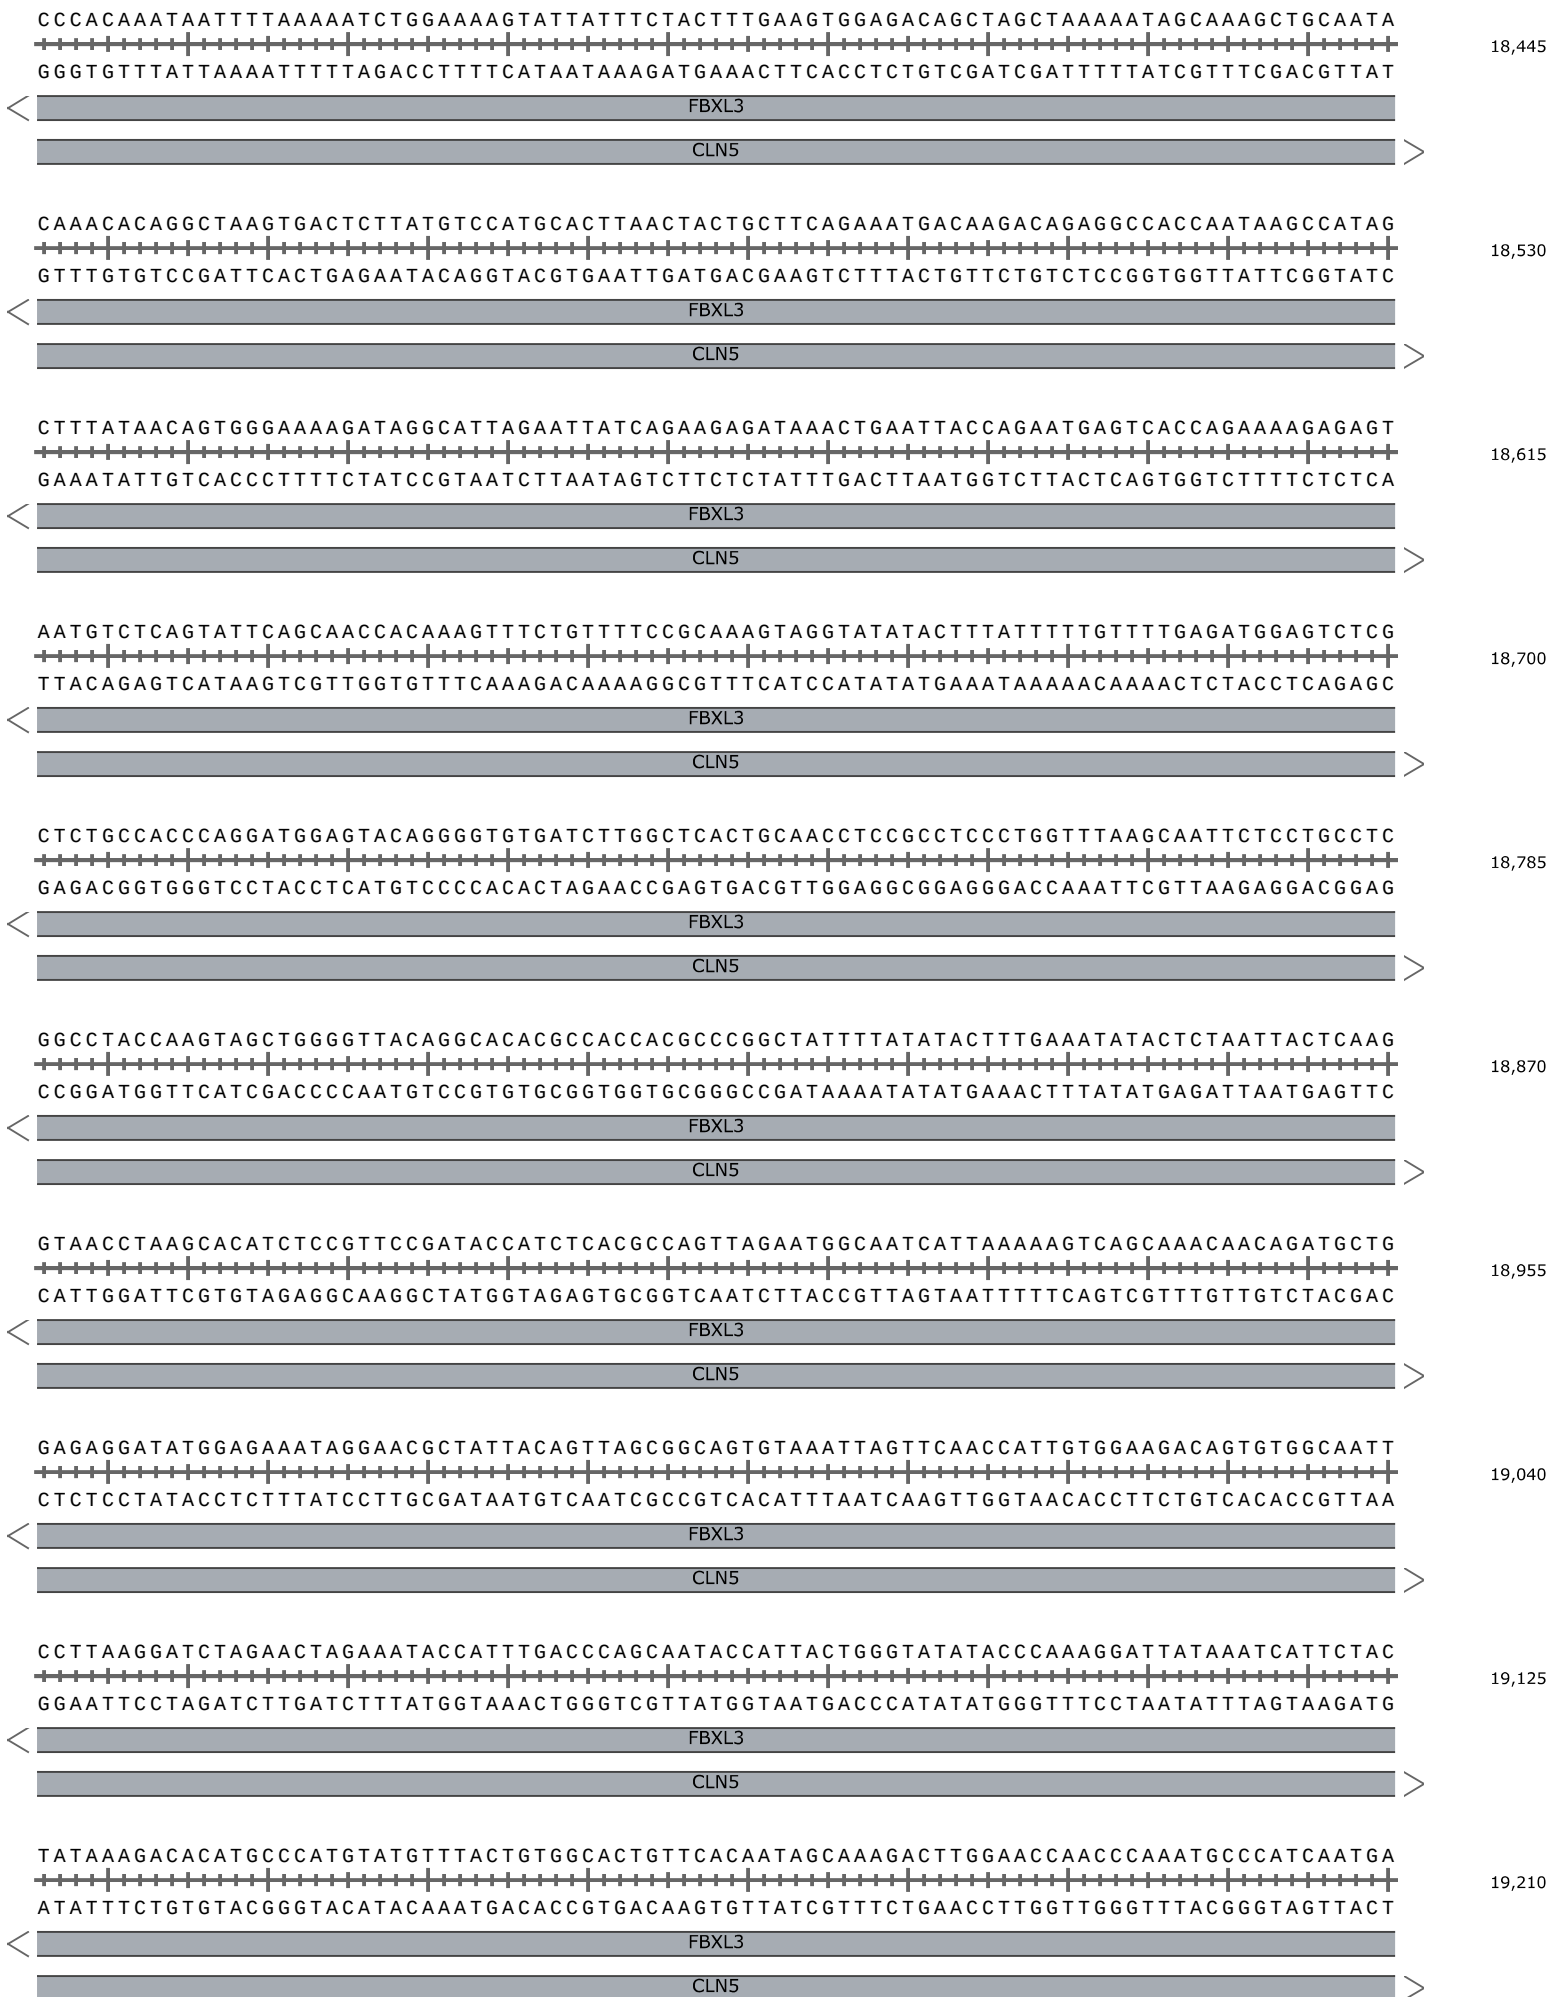 CCCACAAATAATTTTAAAAATCTGGAAAAGTATTATTTCTACTTTGAAGTGGAGACAGCTAGCTAAAAATAGCAAAGCTGCAATA
18,445
GGGTGTTTATTAAAATTTTTAGACCTTTTCATAATAAAGATGAAACTTCACCTCTGTCGATCGATTTTTATCGTTTCGACGTTAT
FBXL3
CLN5
CAAACACAGGCTAAGTGACTCTTATGTCCATGCACTTAACTACTGCTTCAGAAATGACAAGACAGAGGCCACCAATAAGCCATAG
18,530
GTTTGTGTCCGATTCACTGAGAATACAGGTACGTGAATTGATGACGAAGTCTTTACTGTTCTGTCTCCGGTGGTTATTCGGTATC
FBXL3
CLN5
CTTTATAACAGTGGGAAAAGATAGGCATTAGAATTATCAGAAGAGATAAACTGAATTACCAGAATGAGTCACCAGAAAAGAGAGT
18,615
GAAATATTGTCACCCTTTTCTATCCGTAATCTTAATAGTCTTCTCTATTTGACTTAATGGTCTTACTCAGTGGTCTTTTCTCTCA
FBXL3
CLN5
AATGTCTCAGTATTCAGCAACCACAAAGTTTCTGTTTTCCGCAAAGTAGGTATATACTTTATTTTTGTTTTGAGATGGAGTCTCG
18,700
TTACAGAGTCATAAGTCGTTGGTGTTTCAAAGACAAAAGGCGTTTCATCCATATATGAAATAAAAACAAAACTCTACCTCAGAGC
FBXL3
CLN5
CTCTGCCACCCAGGATGGAGTACAGGGGTGTGATCTTGGCTCACTGCAACCTCCGCCTCCCTGGTTTAAGCAATTCTCCTGCCTC
18,785
GAGACGGTGGGTCCTACCTCATGTCCCCACACTAGAACCGAGTGACGTTGGAGGCGGAGGGACCAAATTCGTTAAGAGGACGGAG
FBXL3
CLN5
GGCCTACCAAGTAGCTGGGGTTACAGGCACACGCCACCACGCCCGGCTATTTTATATACTTTGAAATATACTCTAATTACTCAAG
18,870
CCGGATGGTTCATCGACCCCAATGTCCGTGTGCGGTGGTGCGGGCCGATAAAATATATGAAACTTTATATGAGATTAATGAGTTC
FBXL3
CLN5
GTAACCTAAGCACATCTCCGTTCCGATACCATCTCACGCCAGTTAGAATGGCAATCATTAAAAAGTCAGCAAACAACAGATGCTG
18,955
CATTGGATTCGTGTAGAGGCAAGGCTATGGTAGAGTGCGGTCAATCTTACCGTTAGTAATTTTTCAGTCGTTTGTTGTCTACGAC
FBXL3
CLN5
GAGAGGATATGGAGAAATAGGAACGCTATTACAGTTAGCGGCAGTGTAAATTAGTTCAACCATTGTGGAAGACAGTGTGGCAATT
19,040
CTCTCCTATACCTCTTTATCCTTGCGATAATGTCAATCGCCGTCACATTTAATCAAGTTGGTAACACCTTCTGTCACACCGTTAA
FBXL3
CLN5
CCTTAAGGATCTAGAACTAGAAATACCATTTGACCCAGCAATACCATTACTGGGTATATACCCAAAGGATTATAAATCATTCTAC
19,125
GGAATTCCTAGATCTTGATCTTTATGGTAAACTGGGTCGTTATGGTAATGACCCATATATGGGTTTCCTAATATTTAGTAAGATG
FBXL3
CLN5
TATAAAGACACATGCCCATGTATGTTTACTGTGGCACTGTTCACAATAGCAAAGACTTGGAACCAACCCAAATGCCCATCAATGA
19,210
ATATTTCTGTGTACGGGTACATACAAATGACACCGTGACAAGTGTTATCGTTTCTGAACCTTGGTTGGGTTTACGGGTAGTTACT
FBXL3
CLN5